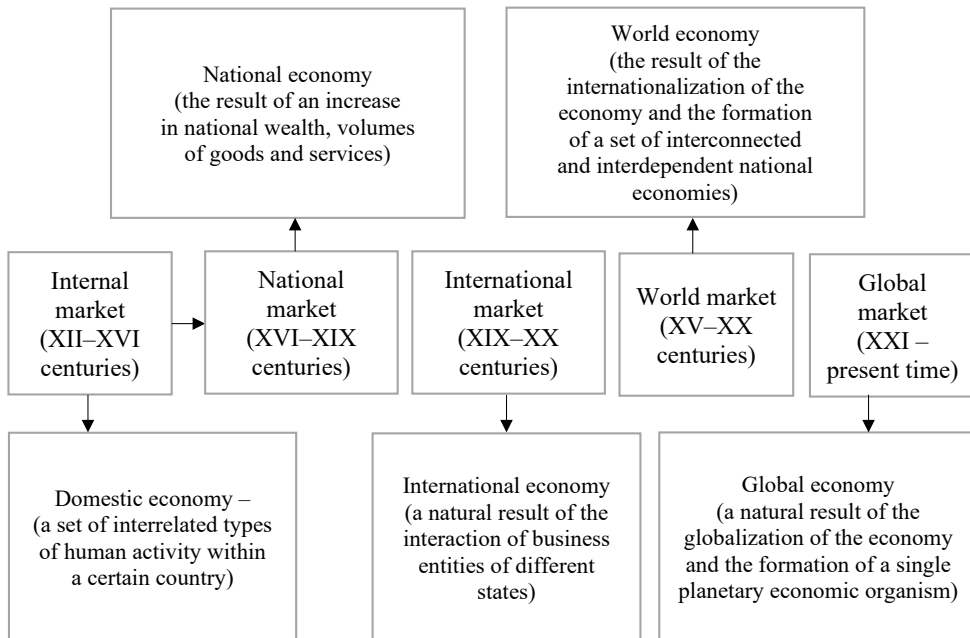 National economy
(the result of an increase
in national wealth, volumes
of goods and services)
World economy
(the result of the
internationalization of the
economy and the formation
of a set of interconnected
and interdependent national
economies)
Internal
market
(XII–XVI
centuries)
National
market
(XVI–XIX
centuries)
International
market
(XIX–XX
centuries)
World market
(XV–XX
centuries)
Global
market
(XXI –
present time)
Domestic economy –
(a set of interrelated types
of human activity within
a certain country)
International economy
(a natural result of the
interaction of business
entities of different
states)
Global economy
(a natural result of the
globalization of the economy
and the formation of a single
planetary economic organism)